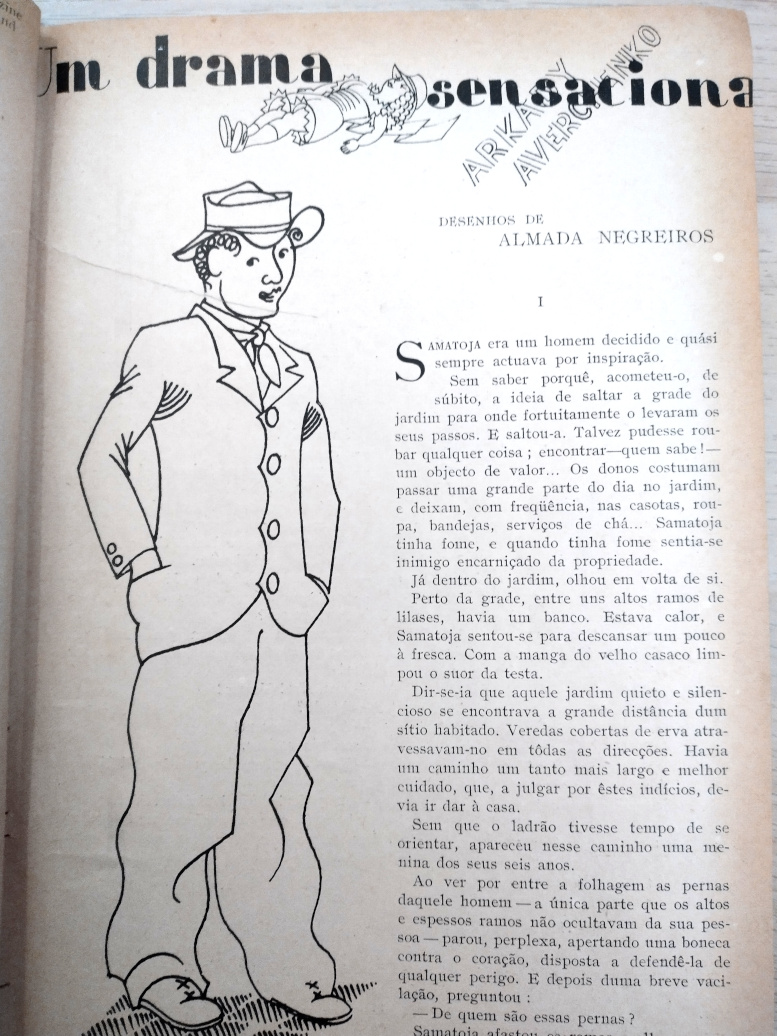 Um drama
sensaciona
ARKADY
AVERCHENKO
DESENHOS DE
ALMADA NEGREIROS
I
SAMATOJA era um homem decidido e quási
sempre actuava por inspiração.
Sem saber porquê, acometeu-o, de
súbito, a ideia de saltar a grade do
jardim para onde fortuitamente o levaram os
seus passos. E saltou-a. Talvez pudesse rou-
bar qualquer coisa ; encontrar—quem sabe !—
um objecto de valor... Os donos costumam
passar uma grande parte do dia no jardim,
e deixam, com freqüência, nas casotas, rou-
pa, bandejas, serviços de chá... Samatoja
tinha fome, e quando tinha fome sentia-se
inimigo encarniçado da propriedade.
Já dentro do jardim, olhou em volta de si.
Perto da grade, entre uns altos ramos de
lilases, havia um banco. Estava calor, e
Samatoja sentou-se para descansar um pouco
à fresca. Com a manga do velho casaco lim-
pou o suor da testa.
Dir-se-ia que aquele jardim quieto e silen-
cioso se encontrava a grande distância dum
sítio habitado. Veredas cobertas de erva atra-
vessavam-no em tôdas as direcções. Havia
um caminho um tanto mais largo e melhor
cuidado, que, a julgar por êstes indícios, de-
via ir dar à casa.
Sem que o ladrão tivesse tempo de se
orientar, apareceu nesse caminho uma me-
nina dos seus seis anos.
Ao ver por entre a folhagem as pernas
daquele homem — a única parte que os altos
e espessos ramos não ocultavam da sua pes-
soa — parou, perplexa, apertando uma boneca
contra o coração, disposta a defendê-la de
qualquer perigo. E depois duma breve vaci-
lação, preguntou :
— De quem são essas pernas ?
Samatoja afastou os ramos